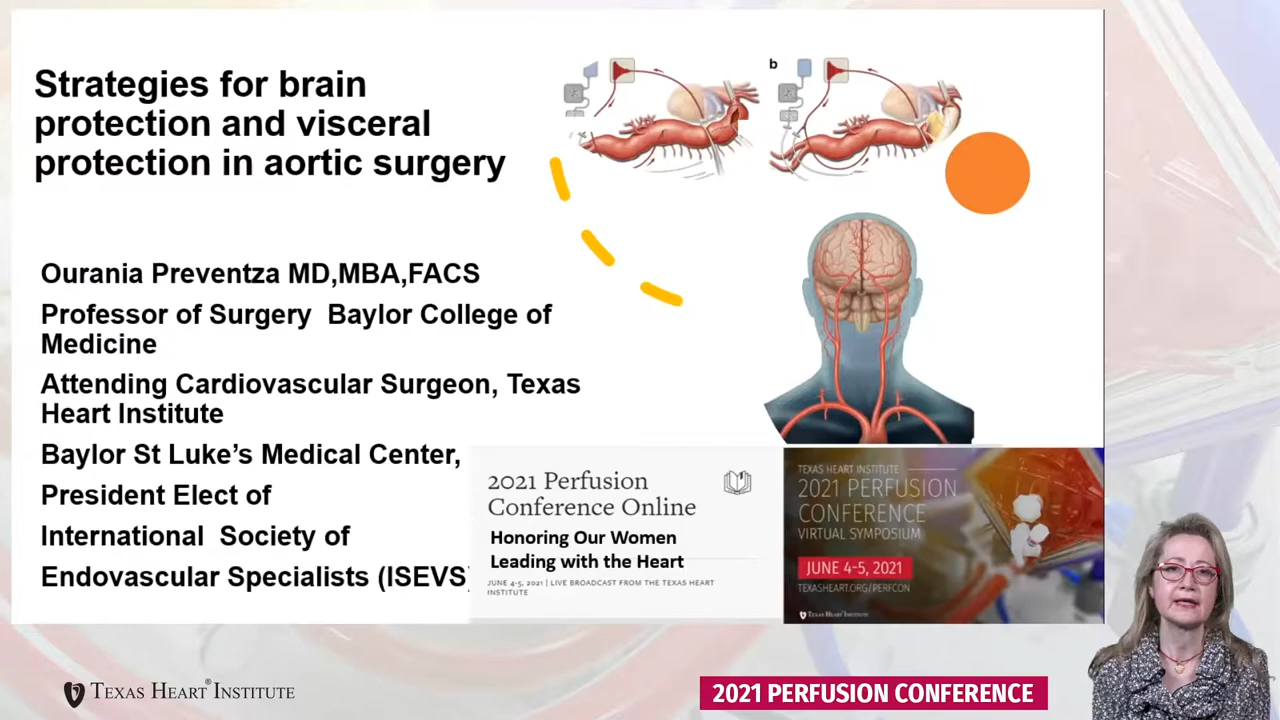 Strategies for brain
protection and visceral
protection in aortic surgery
b
Ourania Preventza MD,MBA,FACS
Professor of Surgery  Baylor College of
Medicine
Attending Cardiovascular Surgeon, Texas
Heart Institute
Baylor St Luke's Medical Center,
President Elect of
International  Society of
Endovascular Specialists (ISEVS)
2021 Perfusion
Conference Online
Honoring Our Women
Leading with the Heart
JUNE 4-5, 2021 | LIVE BROADCAST FROM THE TEXAS HEART
INSTITUTE
TEXAS HEART INSTITUTE
2021 PERFUSION
CONFERENCE
VIRTUAL SYMPOSIUM
JUNE 4-5, 2021
TEXASHEART.ORG/PERFCON
TEXAS HEART INSTITUTE
TEXAS HEART® INSTITUTE
2021 PERFUSION CONFERENCE